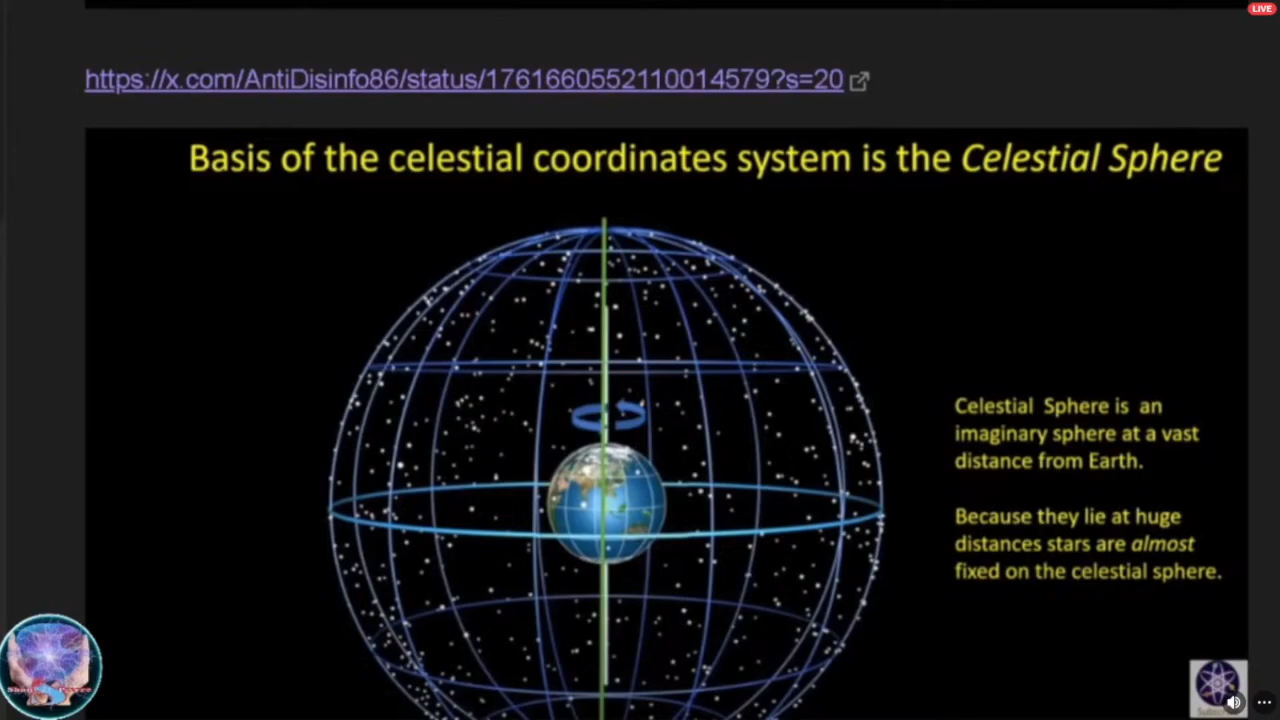 LIVE
https://x.com/AntiDisinfo86/status/1761660552110014579?s=20
Basis of the celestial coordinates system is the Celestial Sphere
Celestial Sphere is an
imaginary sphere at a vast
distance from Earth.
Because they lie at huge
distances stars are almost
fixed on the celestial sphere.